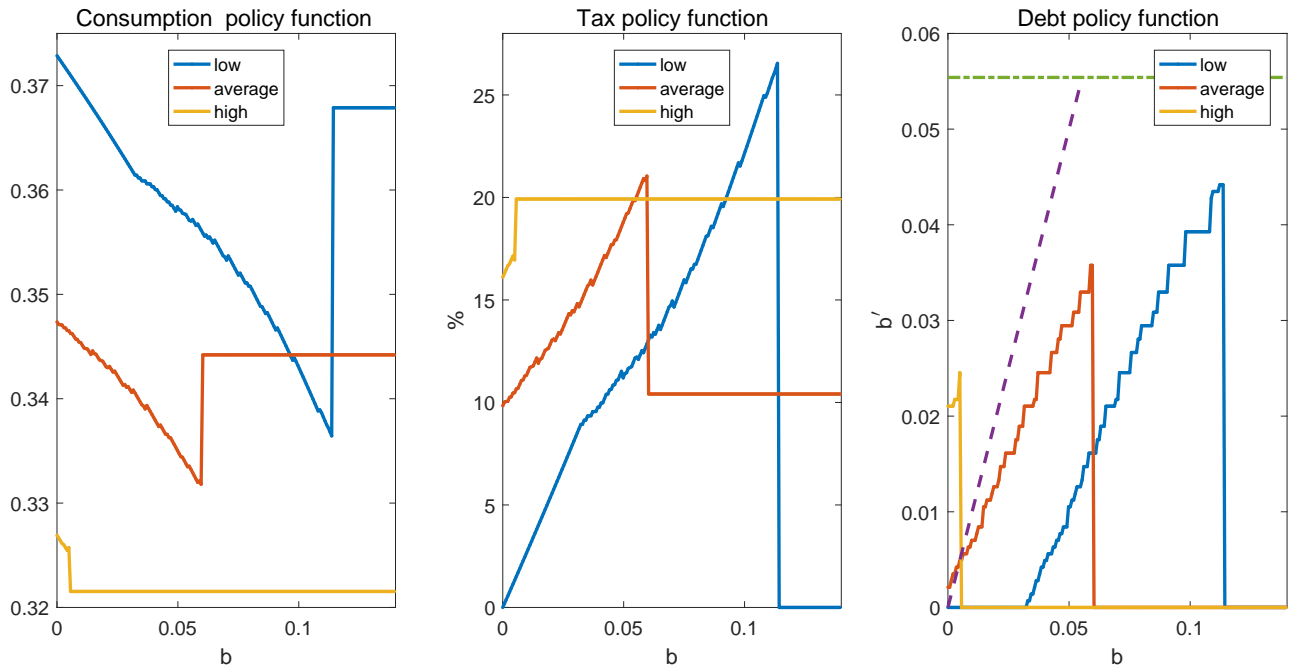 Consumption  policy function
0.37
0.36
0.35
0.34
0.33
0.32
0
0.05
0.1
b
low
average
high
Tax policy function
%
25
20
15
10
5
0
0
0.05
0.1
b
low
average
high
Debt policy function
b′
0.06
0.05
0.04
0.03
0.02
0.01
0
0
0.05
0.1
b
low
average
high